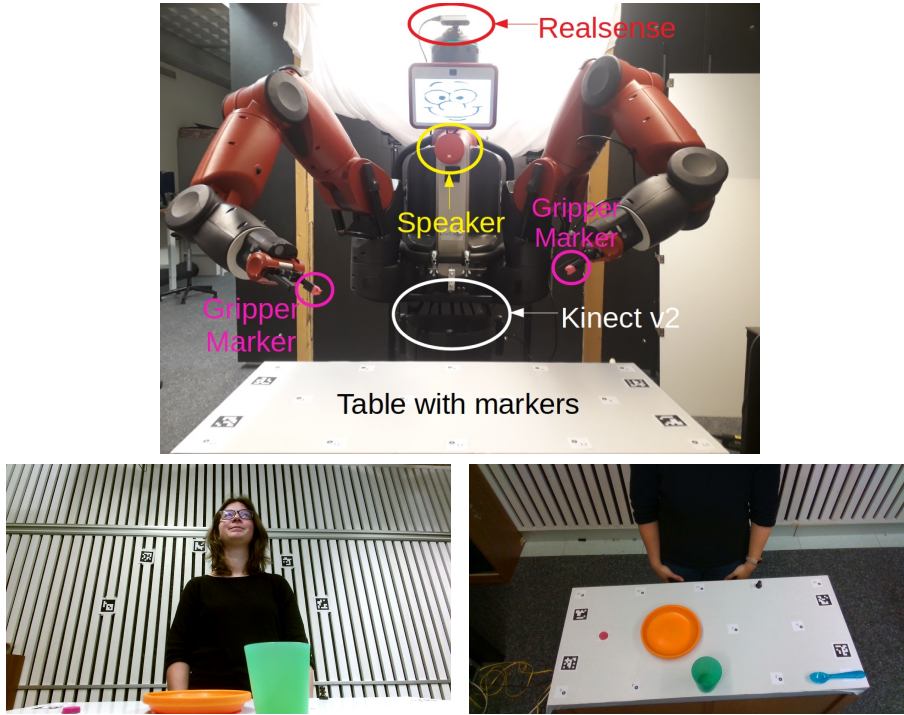 Realsense
Speaker
Gripper
Marker
Gripper
Marker
Kinect v2
Table with markers